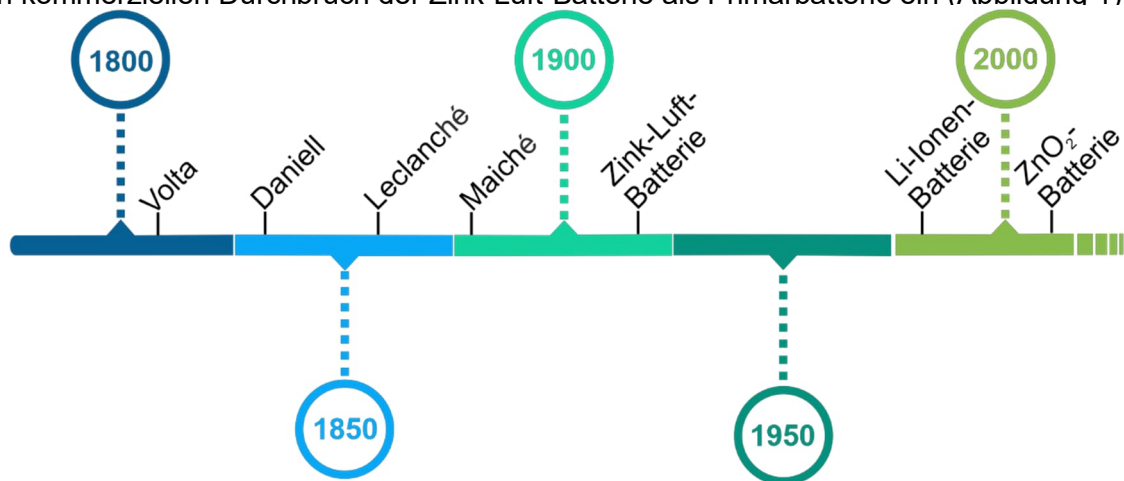 kommerziellen Durchbruch der Zink-Luft-Batterie als Primärbatterie ein (Abbildung 1)
1800
1900
2000
Volta
Daniell
Leclanché
Maiché
Zink-Luft-
Batterie
Li-Ionen-
Batterie
ZnO₂-
Batterie
1850
1950